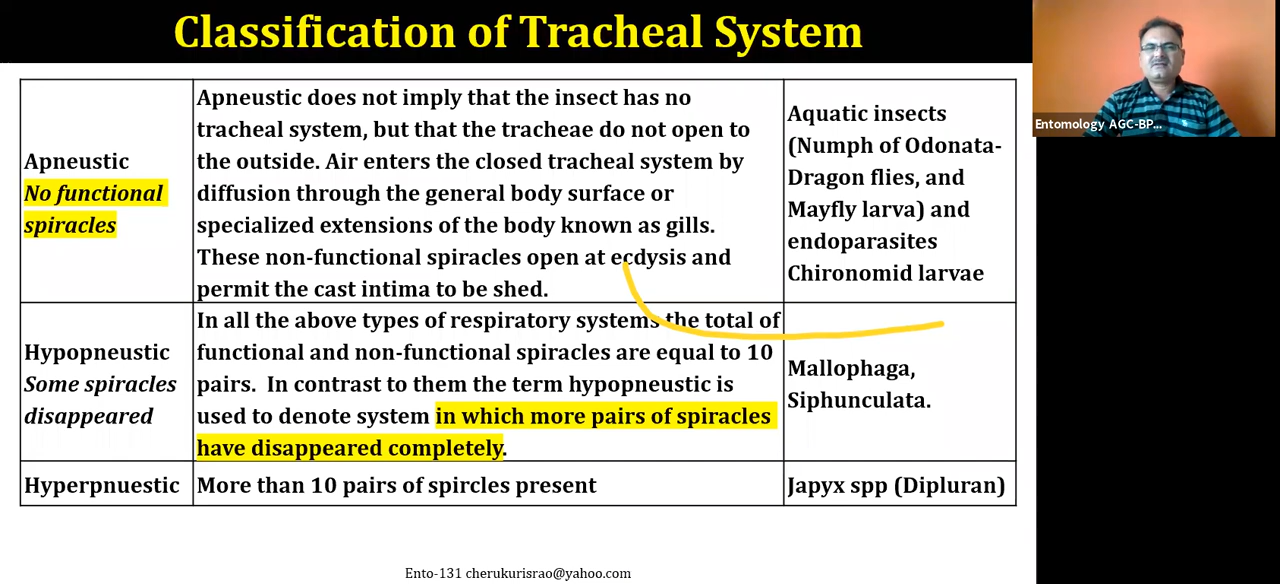 Classification of Tracheal System
Entomology AGC-BP...
Apneustic
No functional
spiracles
Apneustic does not imply that the insect has no
tracheal system, but that the tracheae do not open to
the outside. Air enters the closed tracheal system by
diffusion through the general body surface or
specialized extensions of the body known as gills.
These non-functional spiracles open at ecdysis and
permit the cast intima to be shed.
Aquatic insects
(Numph of Odonata-
Dragon flies, and
Mayfly larva) and
endoparasites
Chironomid larvae
Hypopneustic
Some spiracles
disappeared
In all the above types of respiratory systems the total of
functional and non-functional spiracles are equal to 10
pairs. In contrast to them the term hypopneustic is
used to denote system in which more pairs of spiracles
have disappeared completely.
Mallophaga,
Siphunculata.
Hyperpnuestic
More than 10 pairs of spircles present
Japyx spp (Dipluran)
Ento-131 cherukurisrao@yahoo.com